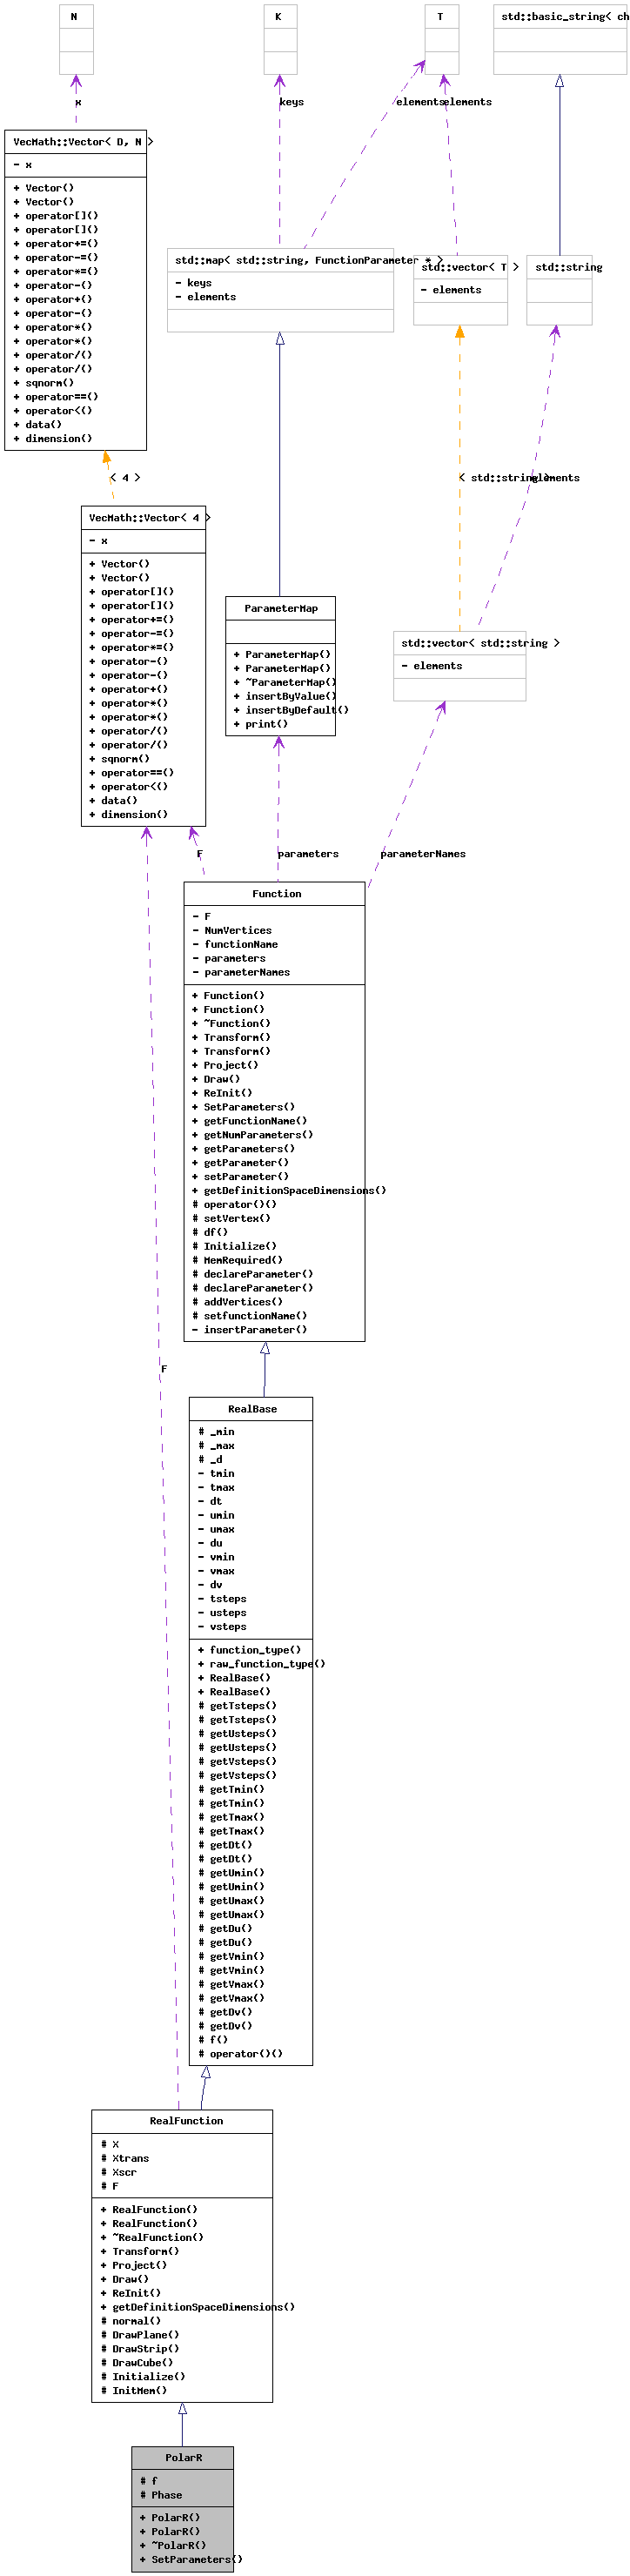 N
K
T
std::basic_string< ch
x
keys
elements
elements
VecMath::Vector< D, N >
- x
+ Vector()
+ Vector()
+ operator[]()
+ operator[]()
+ operator+=()
+ operator-=()
+ operator*=()
+ operator-()
+ operator+()
+ operator-()
+ operator*()
+ operator*()
+ operator/()
+ operator/()
+ sqnorm()
+ operator==()
+ operator<()
+ data()
+ dimension()
std::map< std::string, FunctionParameter * >
- keys
- elements
std::vector< T >
- elements
std::string
< 4 >
< std::string >
elements
VecMath::Vector< 4 >
- x
+ Vector()
+ Vector()
+ operator[]()
+ operator[]()
+ operator+=()
+ operator-=()
+ operator*=()
+ operator-()
+ operator-()
+ operator+()
+ operator*()
+ operator*()
+ operator/()
+ operator/()
+ sqnorm()
+ operator==()
+ operator<()
+ data()
+ dimension()
ParameterMap
+ ParameterMap()
+ ParameterMap()
+ ~ParameterMap()
+ insertByValue()
+ insertByDefault()
+ print()
std::vector< std::string >
- elements
F
parameters
parameterNames
Function
- F
- NumVertices
- functionName
- parameters
- parameterNames
+ Function()
+ Function()
+ ~Function()
+ Transform()
+ Transform()
+ Project()
+ Draw()
+ ReInit()
+ SetParameters()
+ getFunctionName()
+ getNumParameters()
+ getParameters()
+ getParameter()
+ setParameter()
+ getDefinitionSpaceDimensions()
# operator()()
# setVertex()
# df()
# Initialize()
# MemRequired()
# declareParameter()
# declareParameter()
# addVertices()
# setfunctionName()
- insertParameter()
F
RealBase
# _min
# _max
# _d
- tmin
- tmax
- dt
- umin
- umax
- du
- vmin
- vmax
- dv
- tsteps
- usteps
- vsteps
+ function_type()
+ raw_function_type()
+ RealBase()
+ RealBase()
# getTsteps()
# getTsteps()
# getUsteps()
# getUsteps()
# getVsteps()
# getVsteps()
# getTmin()
# getTmin()
# getTmax()
# getTmax()
# getDt()
# getDt()
# getUmin()
# getUmin()
# getUmax()
# getUmax()
# getDu()
# getDu()
# getVmin()
# getVmin()
# getVmax()
# getVmax()
# getDv()
# getDv()
# f()
# operator()()
RealFunction
# X
# Xtrans
# Xscr
# F
+ RealFunction()
+ RealFunction()
+ ~RealFunction()
+ Transform()
+ Project()
+ Draw()
+ ReInit()
+ getDefinitionSpaceDimensions()
# normal()
# DrawPlane()
# DrawStrip()
# DrawCube()
# Initialize()
# InitMem()
PolarR
# f
# Phase
+ PolarR()
+ PolarR()
+ ~PolarR()
+ SetParameters()